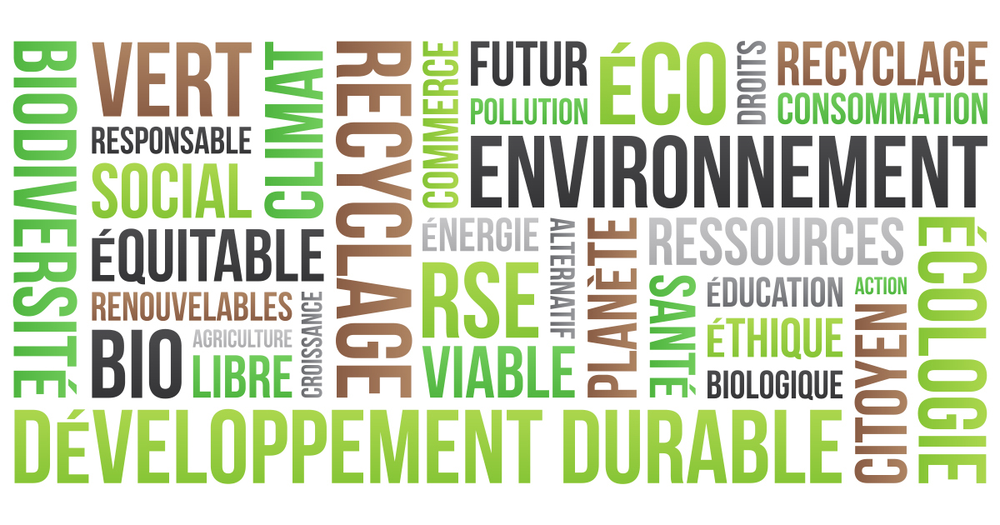 BIODIVERSITÉ
VERT
RESPONSABLE
SOCIAL
CLIMAT
ÉQUITABLE
RENOUVELABLES
BIO
AGRICULTURE
LIBRE
CROISSANCE
RECYCLAGE
COMMERCE
FUTUR
POLLUTION
ÉCO
DROITS
RECYCLAGE
CONSOMMATION
ENVIRONNEMENT
ÉNERGIE
RSE
VIABLE
ALTERNATIF
PLANÈTE
RESSOURCES
SANTÉ
ÉDUCATION
ACTION
ÉTHIQUE
BIOLOGIQUE
CITOYEN
ÉCOLOGIE
DÉVELOPPEMENT DURABLE